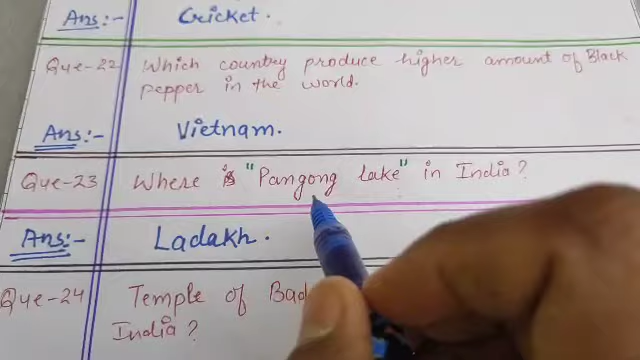 Ans:- Cricket.
Que-22 Which country produce higher amount of Black
pepper in the world.
Ans:- Vietnam.
Que-23 Where is "Pangong lake" in India?
Ans:- Ladakh.
Que-24 Temple of
India?